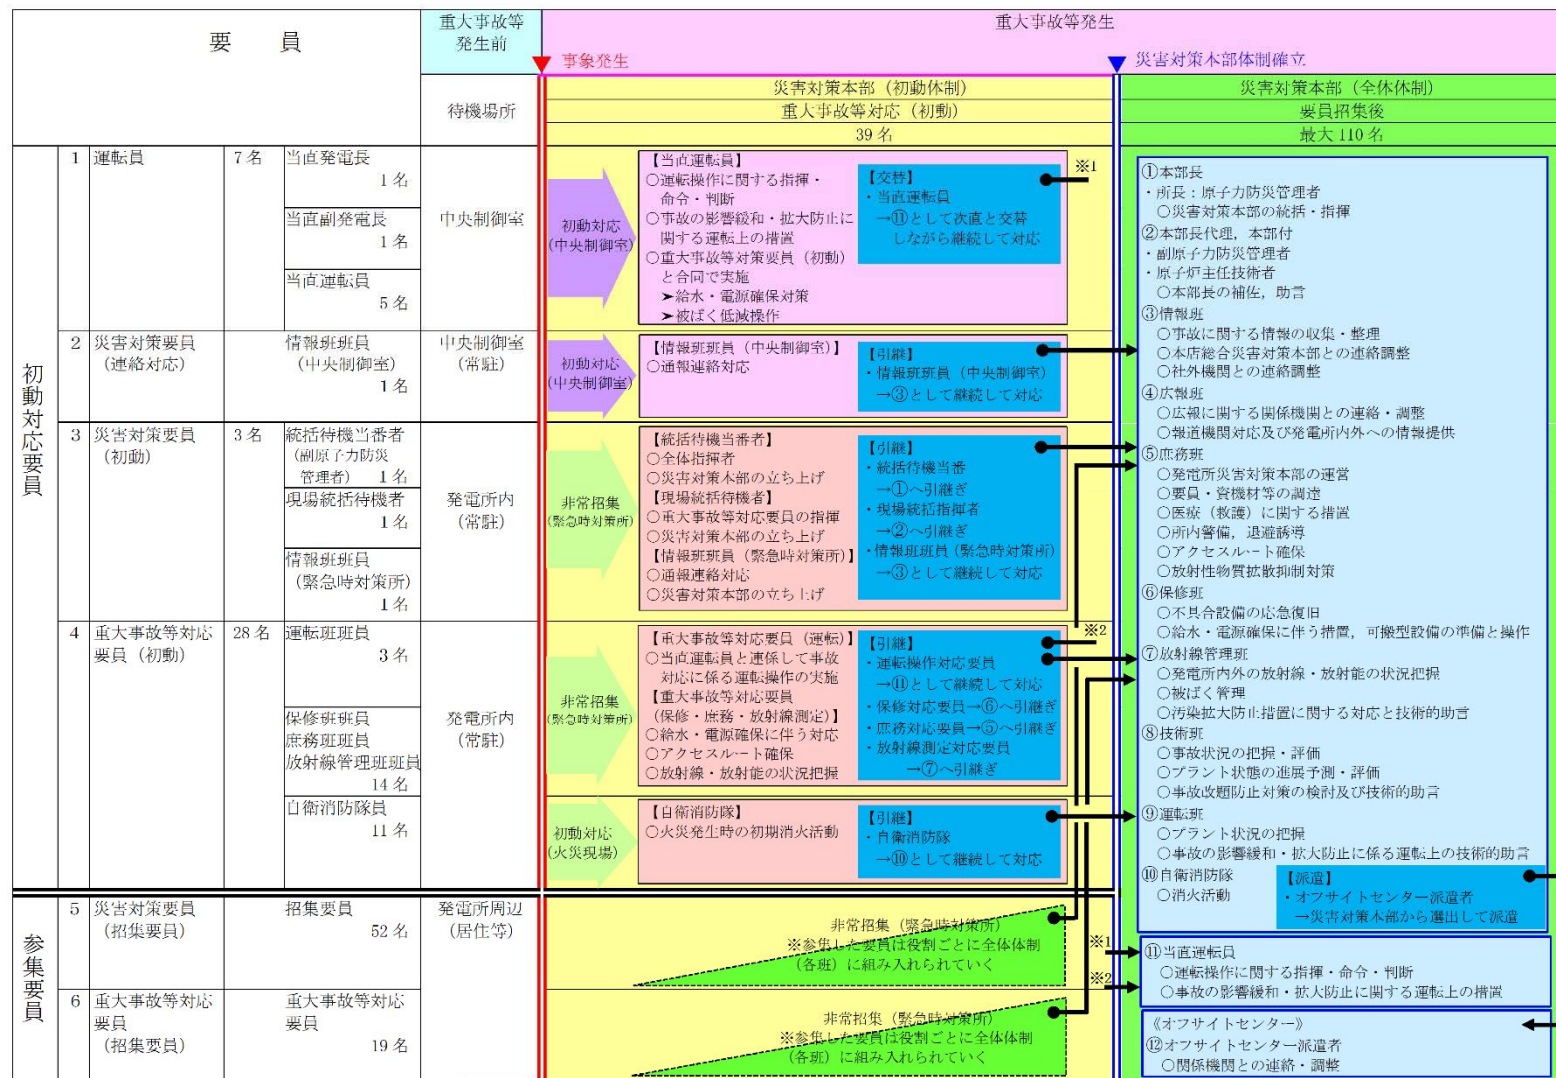 要　員
重大事故等
発生前
重大事故等発生
事象発生
災害対策本部体制確立
待機場所
災害対策本部（初動体制）
重大事故等対応（初動）
39 名
災害対策本部（全体体制）
要員招集後
最大 110 名
初動対応要員
1
運転員
7 名
当直発電長
1 名
当直副発電長
1 名
当直運転員
5 名
中央制御室
初動対応
(中央制御室)
【当直運転員】
○運転操作に関する指揮・
命令・判断
○事故の影響緩和・拡大防止に
関する運転上の措置
○重大事故等対策要員（初動）
と合同で実施
➤給水・電源確保対策
➤被ばく低減操作
【交替】
・当直運転員
→⑪として次直と交替
しながら継続して対応
※1
2
災害対策要員
（連絡対応）
情報班班員
（中央制御室）
1 名
中央制御室
（常駐）
初動対応
(中央制御室)
【情報班班員（中央制御室）】
○通報連絡対応
【引継】
・情報班班員（中央制御室）
→③として継続して対応
3
災害対策要員
（初動）
3 名
統括待機当番者
（副原子力防災
管理者） 1 名
現場統括待機者
1 名
情報班班員
（緊急時対策所）
1 名
発電所内
（常駐）
非常招集
(緊急時対策所)
【統括待機当番者】
○全体指揮者
○災害対策本部の立ち上げ
【現場統括待機者】
○重大事故等対応要員の指揮
○災害対策本部の立ち上げ
【情報班班員（緊急時対策所）】
○通報連絡対応
○災害対策本部の立ち上げ
【引継】
・統括待機当番
→①へ引継ぎ
・現場統括指揮者
→②へ引継ぎ
・情報班班員（緊急時対策所）
→③として継続して対応
4
重大事故等対応
要員（初動）
28 名
運転班班員
3 名
保修班班員
庶務班班員
放射線管理班班員
14 名
自衛消防隊員
11 名
発電所内
（常駐）
非常招集
(緊急時対策所)
【重大事故等対応要員（運転）】
○当直運転員と連係して事故
対応に係る運転操作の実施
【重大事故等対応要員
（保修・庶務・放射線測定）】
○給水・電源確保に伴う対応
○アクセスルート確保
○放射線・放射能の状況把握
【引継】
・運転操作対応要員
→⑪として継続して対応
・保修対応要員→⑥へ引継ぎ
・庶務対応要員→⑤へ引継ぎ
・放射線測定対応要員
→⑦へ引継ぎ
※2
初動対応
(火災現場)
【自衛消防隊】
○火災発生時の初期消火活動
【引継】
・自衛消防隊
→⑩として継続して対応
参集要員
5
災害対策要員
（招集要員）
招集要員
52 名
発電所周辺
（居住等）
非常招集（緊急時対策所）
※参集した要員は役割ごとに全体体制
（各班）に組み入れられていく
6
重大事故等対応
要員
（招集要員）
重大事故等対応
要員
19 名
非常招集（緊急時対策所）
※参集した要員は役割ごとに全体体制
（各班）に組み入れられていく
①本部長
・所長：原子力防災管理者
○災害対策本部の統括・指揮
②本部長代理，本部付
・副原子力防災管理者
・原子炉主任技術者
○本部長の補佐，助言
③情報班
○事故に関する情報の収集・整理
○本店総合災害対策本部との連絡調整
○社外機関との連絡調整
④広報班
○広報に関する関係機関との連絡・調整
○報道機関対応及び発電所内外への情報提供
⑤庶務班
○発電所災害対策本部の運営
○要員・資機材等の調達
○医療（救護）に関する措置
○所内警備，退避誘導
○アクセスルート確保
○放射性物質拡散抑制対策
⑥保修班
○不具合設備の応急復旧
○給水・電源確保に伴う措置，可搬型設備の準備と操作
⑦放射線管理班
○発電所内外の放射線・放射能の状況把握
○被ばく管理
○汚染拡大防止措置に関する対応と技術的助言
⑧技術班
○事故状況の把握・評価
○プラント状態の進展予測・評価
○事故改題防止対策の検討及び技術的助言
⑨運転班
○プラント状況の把握
○事故の影響緩和・拡大防止に係る運転上の技術的助言
⑩自衛消防隊
○消火活動
【派遣】
・オフサイトセンター派遣者
→災害対策本部から選出して派遣
※1
⑪当直運転員
○運転操作に関する指揮・命令・判断
※2
○事故の影響緩和・拡大防止に関する運転上の措置
《オフサイトセンター》
⑫オフサイトセンター派遣者
○関係機関との連絡・調整